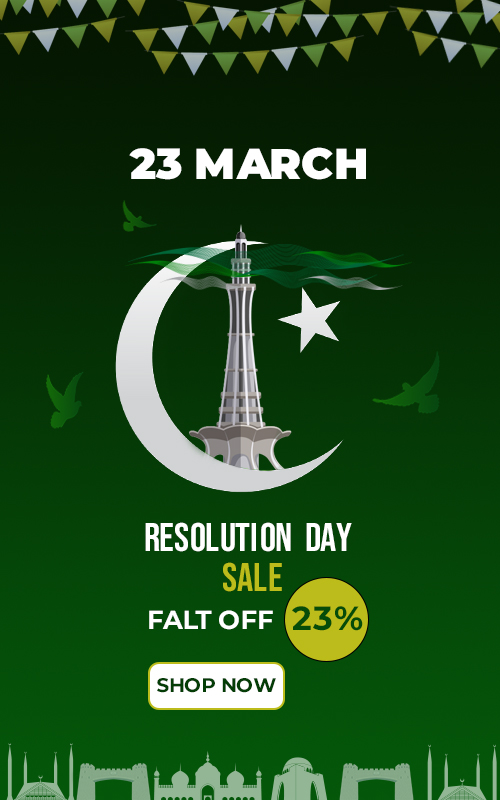 23 MARCH
RESOLUTION DAY
SALE
FALT OFF 23%
SHOP NOW